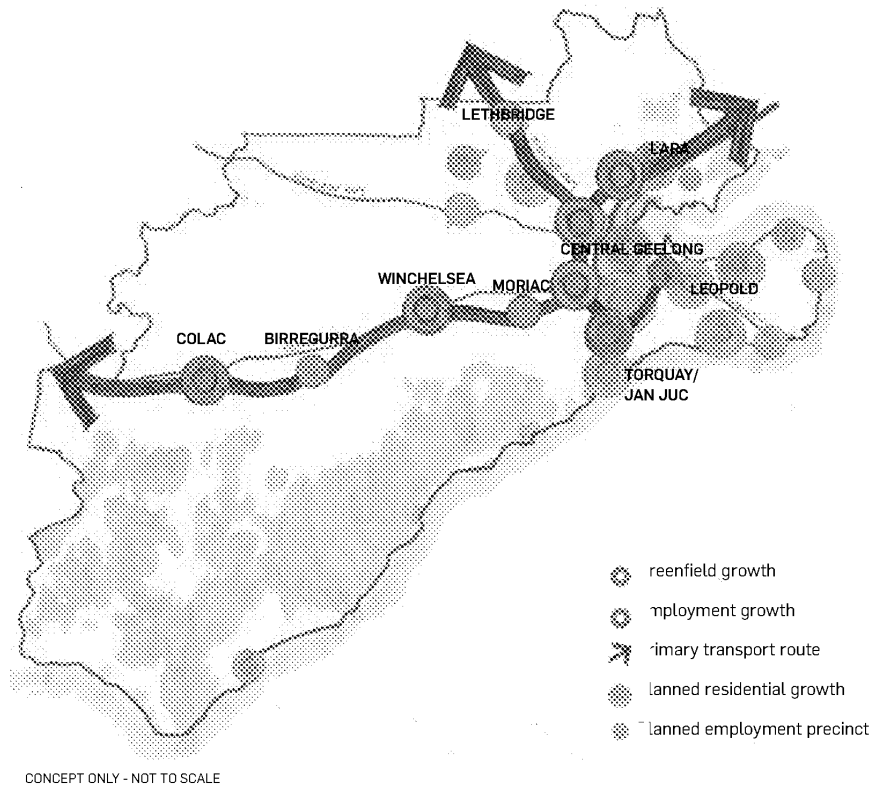 LETHBRIDGE
LARA
CENTRAL GEELONG
WINCHELSEA
MORIAC
LEOPOLD
COLAC
BIRREGURRA
TORQUAY/
JAN JUC
reenfield growth
mployment growth
rimary transport route
lanned residential growth
lanned employment precinct
CONCEPT ONLY - NOT TO SCALE